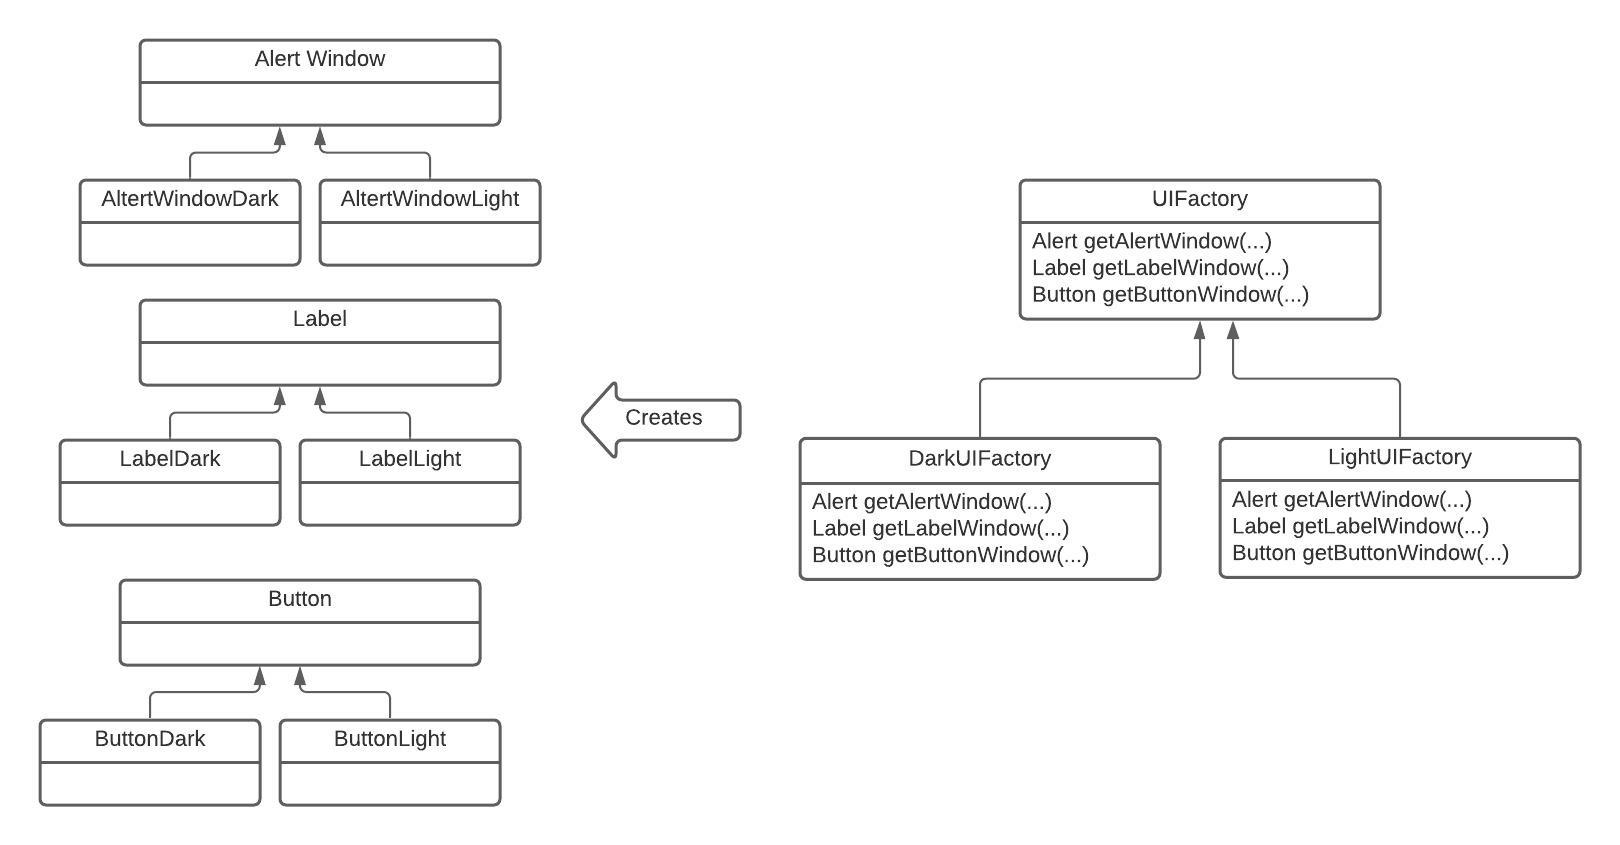 Alert Window
AltertWindowDark
AltertWindowLight
Label
LabelDark
LabelLight
Button
ButtonDark
ButtonLight
Creates
UIFactory
Alert getAlertWindow(...)
Label getLabelWindow(...)
Button getButtonWindow(...)
DarkUIFactory
Alert getAlertWindow(...)
Label getLabelWindow(...)
Button getButtonWindow(...)
LightUIFactory
Alert getAlertWindow(...)
Label getLabelWindow(...)
Button getButtonWindow(...)